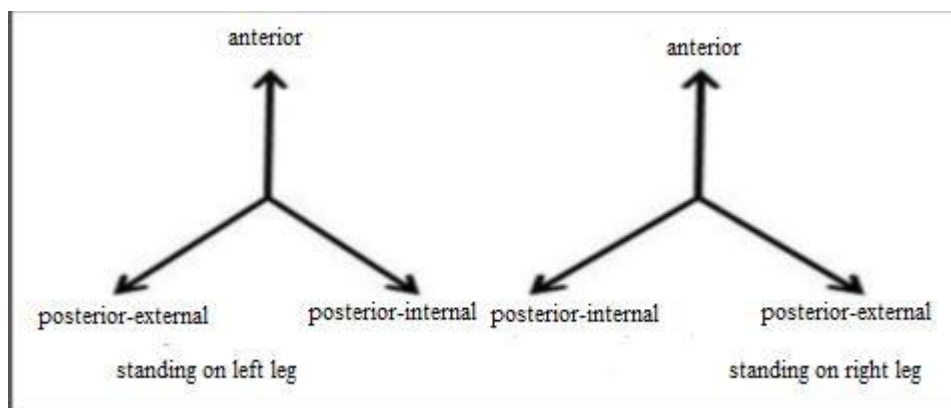 anterior
anterior
posterior-external
posterior-internal
posterior-internal
posterior-external
standing on left leg
standing on right leg